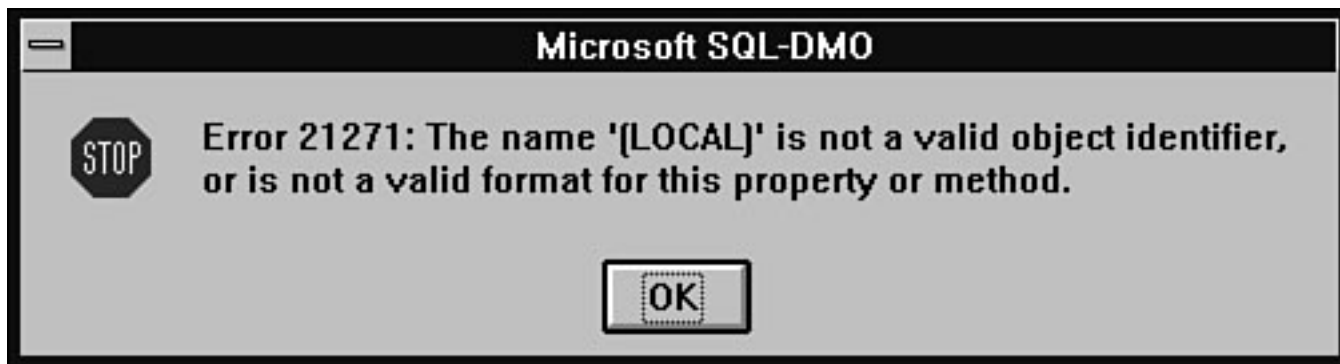 Microsoft SQL-DMO
STOP
Error 21271: The name '(LOCAL)' is not a valid object identifier,
or is not a valid format for this property or method.
OK